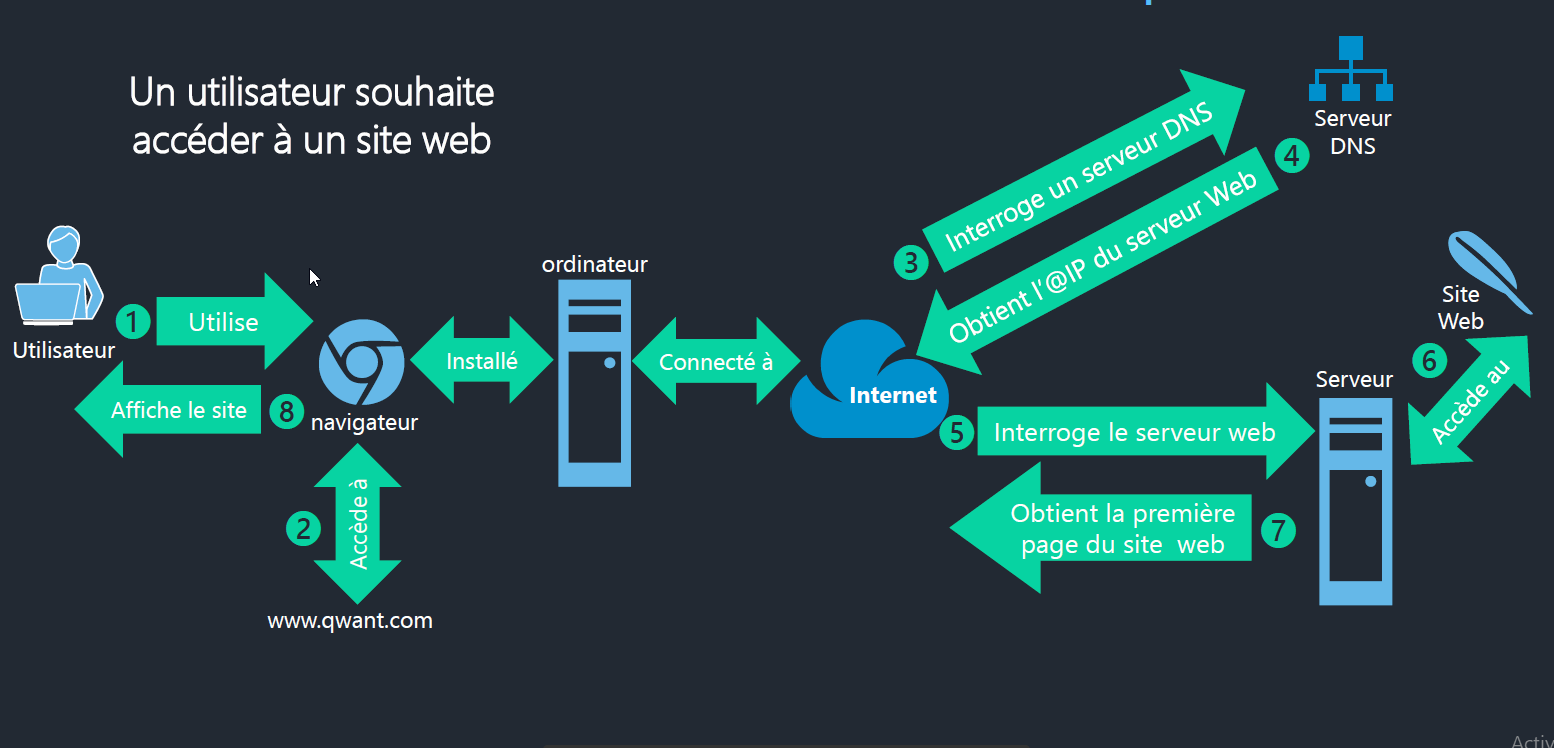 Un utilisateur souhaite
accéder à un site web
Serveur
DNS
Interroge un serveur DNS
4
Obtient l'@IP du serveur Web
3
ordinateur
Site
Web
1
Utilise
Utilisateur
Installé
Connecté à
Internet
6
Accède au
Serveur
Affiche le site
8
navigateur
5
Interroge le serveur web
Accède à
2
Obtient la première
page du site web
7
www.qwant.com